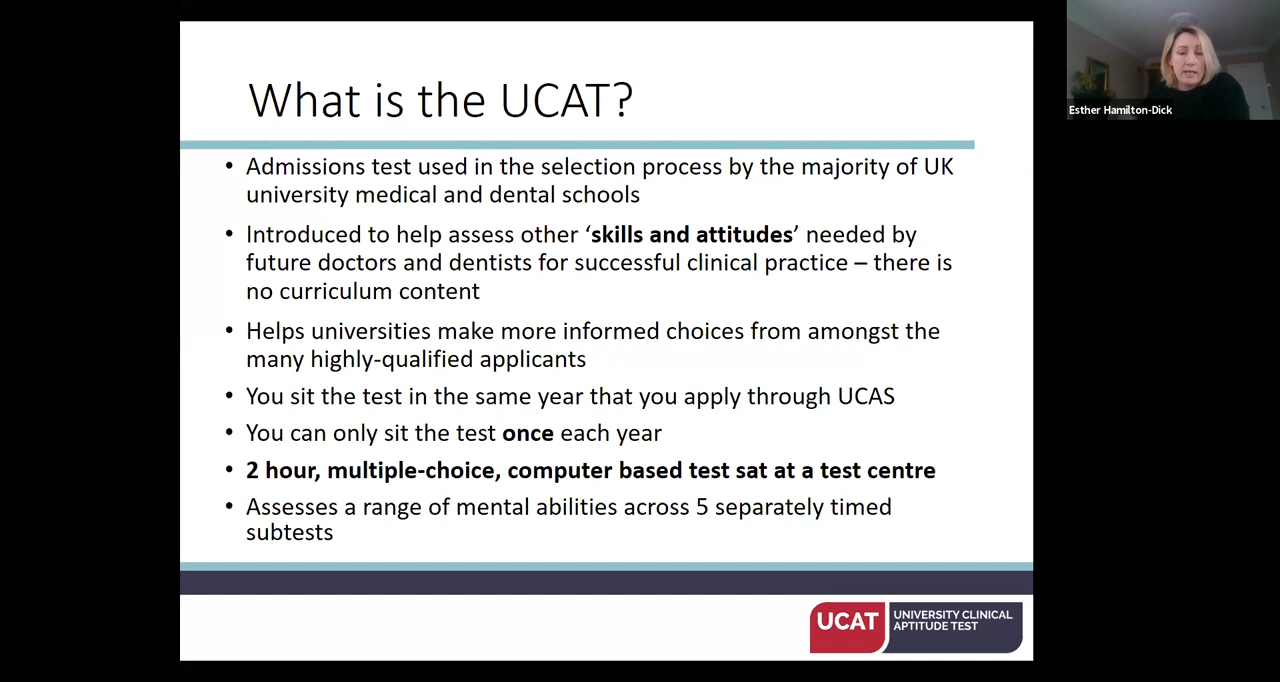 What is the UCAT?
• Admissions test used in the selection process by the majority of UK
university medical and dental schools
• Introduced to help assess other ‘skills and attitudes’ needed by
future doctors and dentists for successful clinical practice – there is
no curriculum content
• Helps universities make more informed choices from amongst the
many highly-qualified applicants
• You sit the test in the same year that you apply through UCAS
• You can only sit the test once each year
• 2 hour, multiple-choice, computer based test sat at a test centre
• Assesses a range of mental abilities across 5 separately timed
subtests
UCAT
UNIVERSITY CLINICAL
APTITUDE TEST
Esther Hamilton-Dick